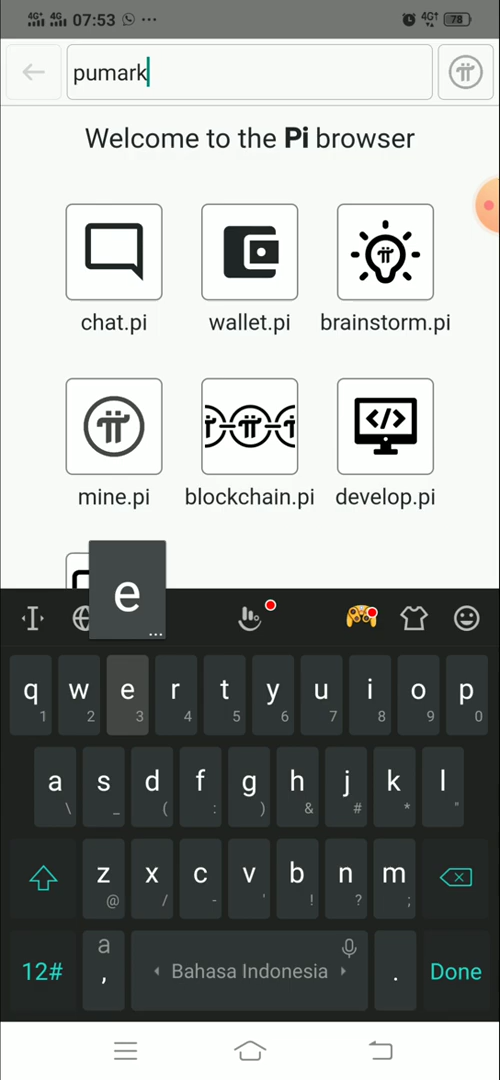 4G+ 4G 07:53 4G 78
pumark
Welcome to the Pi browser
chat.pi wallet.pi brainstorm.pi
mine.pi blockchain.pi develop.pi
e
...
q w e r t y u i o p
1 2 3 4 5 6 7 8 9 0
a s d f g h j k l
\ _ ( : ) & # * "
z x c v b n m
@ / - ' ! ? ;
a
12# , Bahasa Indonesia . Done